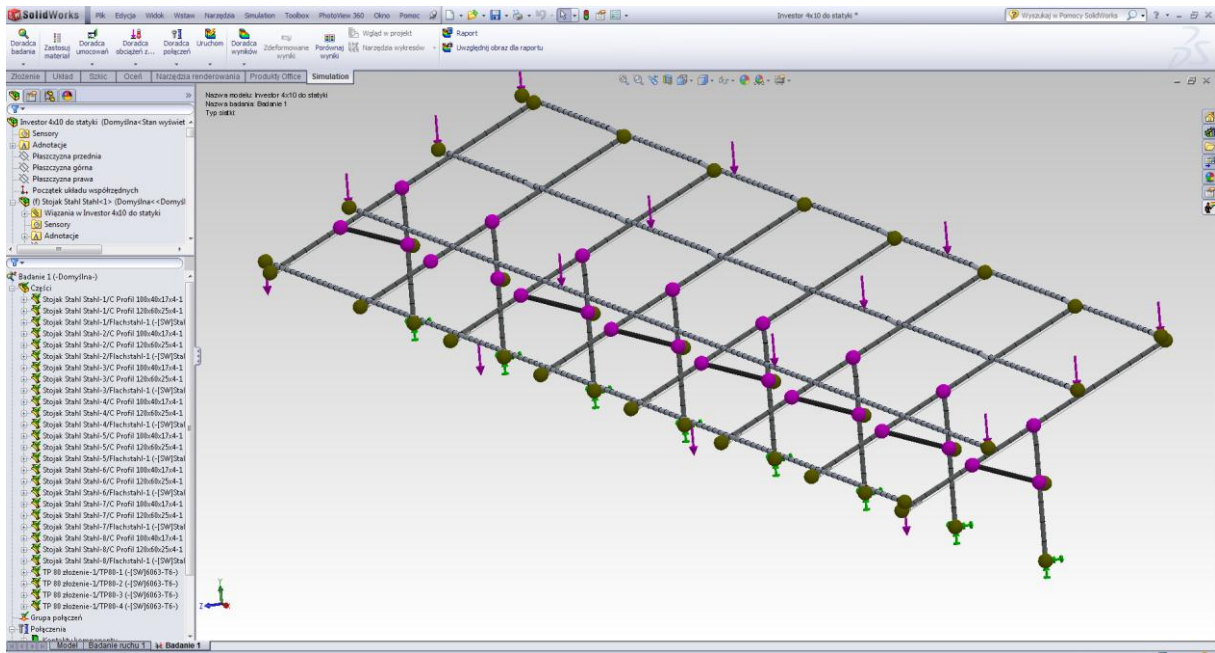 SolidWorks Plik Edycja Widok Wstaw Narzędzia Simulation Toolbox PhotoView 360 Okno Pomoc
Investor 4x10 do statyki *
Wyszukaj w Pomocy SolidWorks
Doradca badania
Zastosuj materiał
Doradca umocowań
Doradca obciążeń z...
Doradca połączeń
Uruchom
Doradca wyników
Zdeformowane wyniki
Porównaj wyniki
Wgląd w projekt
Narzędzia wykresów
Raport
Uwzględnij obraz dla raportu
Złożenie Układ Szkic Oceń Narzędzia renderowania Produkty Office Simulation
Nazwa modelu: Investor 4x10 do statyki
Nazwa badania: Badanie 1
Typ siatki:
Investor 4x10 do statyki (Domyślna<Stan wyświet
Sensory
Adnotacje
Płaszczyzna przednia
Płaszczyzna górna
Płaszczyzna prawa
Początek układu współrzędnych
(f) Stojak Stahl Stahl<1> (Domyślna<<Domyśl
Wiązania w Investor 4x10 do statyki
Sensory
Adnotacje
Badanie 1 (-Domyślna-)
Części
Stojak Stahl Stahl-1/C Profil 100x40x17x4-1
Stojak Stahl Stahl-1/C Profil 120x60x25x4-1
Stojak Stahl Stahl-1/Flachstahl-1 (-[SW]Stal
Stojak Stahl Stahl-2/C Profil 100x40x17x4-1
Stojak Stahl Stahl-2/C Profil 120x60x25x4-1
Stojak Stahl Stahl-2/Flachstahl-1 (-[SW]Stal
Stojak Stahl Stahl-3/C Profil 100x40x17x4-1
Stojak Stahl Stahl-3/C Profil 120x60x25x4-1
Stojak Stahl Stahl-3/Flachstahl-1 (-[SW]Stal
Stojak Stahl Stahl-4/C Profil 100x40x17x4-1
Stojak Stahl Stahl-4/C Profil 120x60x25x4-1
Stojak Stahl Stahl-4/Flachstahl-1 (-[SW]Stal
Stojak Stahl Stahl-5/C Profil 100x40x17x4-1
Stojak Stahl Stahl-5/C Profil 120x60x25x4-1
Stojak Stahl Stahl-5/Flachstahl-1 (-[SW]Stal
Stojak Stahl Stahl-6/C Profil 100x40x17x4-1
Stojak Stahl Stahl-6/C Profil 120x60x25x4-1
Stojak Stahl Stahl-6/Flachstahl-1 (-[SW]Stal
Stojak Stahl Stahl-7/C Profil 100x40x17x4-1
Stojak Stahl Stahl-7/C Profil 120x60x25x4-1
Stojak Stahl Stahl-7/Flachstahl-1 (-[SW]Stal
Stojak Stahl Stahl-8/C Profil 100x40x17x4-1
Stojak Stahl Stahl-8/C Profil 120x60x25x4-1
Stojak Stahl Stahl-8/Flachstahl-1 (-[SW]Stal
TP 80 złożenie-1/TP80-1 (-[SW]6063-T6-)
TP 80 złożenie-1/TP80-2 (-[SW]6063-T6-)
TP 80 złożenie-1/TP80-3 (-[SW]6063-T6-)
TP 80 złożenie-1/TP80-4 (-[SW]6063-T6-)
Grupa połączeń
Połączenia
Model Badanie ruchu 1 Badanie 1
Y
Z